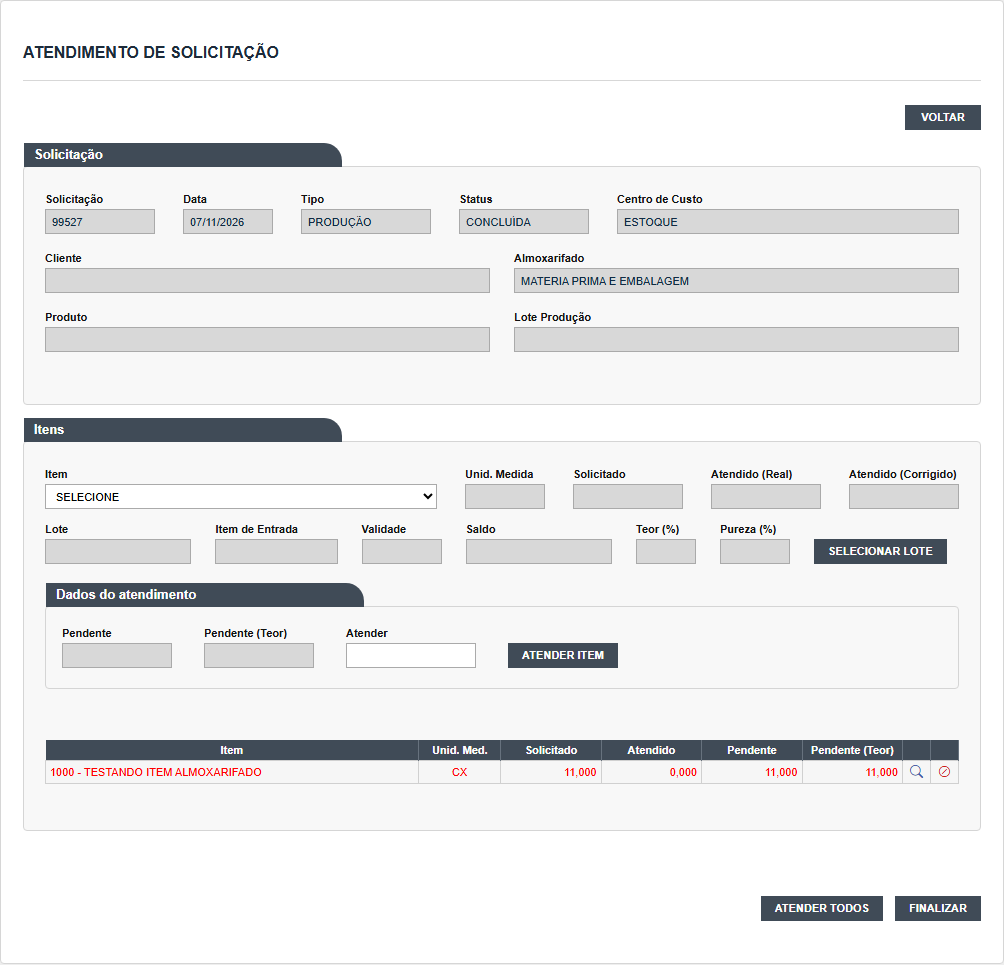 ATENDIMENTO DE SOLICITAÇÃO
VOLTAR
Solicitação
Solicitação Data Tipo Status Centro de Custo
99527 07/11/2026 PRODUÇÃO CONCLUÍDA ESTOQUE
Cliente Almoxarifado
MATERIA PRIMA E EMBALAGEM
Produto Lote Produção
Itens
Item Unid. Medida Solicitado Atendido (Real) Atendido (Corrigido)
SELECIONE
Lote Item de Entrada Validade Saldo Teor (%) Pureza (%)
SELECIONAR LOTE
Dados do atendimento
Pendente Pendente (Teor) Atender
ATENDER ITEM
Item Unid. Med. Solicitado Atendido Pendente Pendente (Teor)
1000 - TESTANDO ITEM ALMOXARIFADO CX 11,000 0,000 11,000 11,000
ATENDER TODOS FINALIZAR